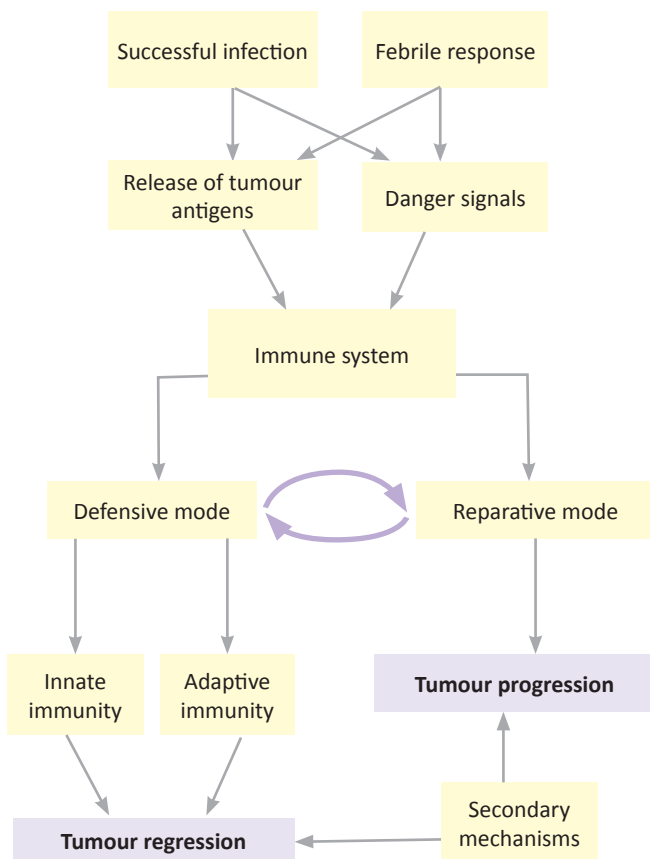 Successful infection
Febrile response
Release of tumour
antigens
Danger signals
Immune system
Defensive mode
Reparative mode
Innate
immunity
Adaptive
immunity
Tumour progression
Secondary
mechanisms
Tumour regression